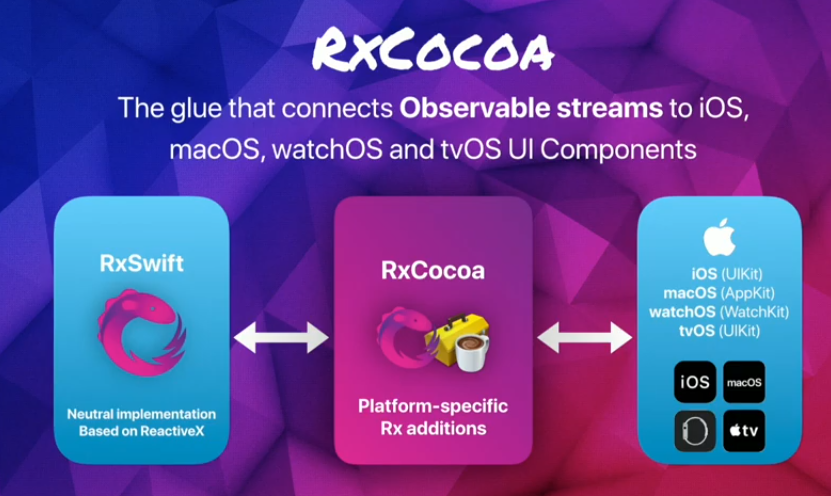 RxCocoa
The glue that connects Observable streams to iOS,
macOS, watchOS and tvOS UI Components
RxSwift
Neutral implementation
Based on ReactiveX
RxCocoa
Platform-specific
Rx additions
iOS (UIKit)
macOS (AppKit)
watchOS (WatchKit)
tvOS (UIKit)
iOS
macOS
tv